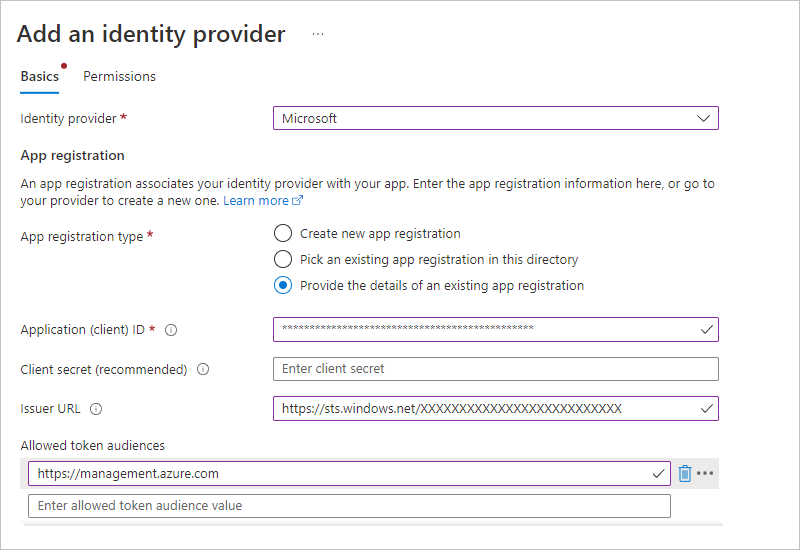 Add an identity provider ...
Basics Permissions
Identity provider * Microsoft
App registration
An app registration associates your identity provider with your app. Enter the app registration information here, or go to
your provider to create a new one. Learn more
App registration type *
Create new app registration
Pick an existing app registration in this directory
Provide the details of an existing app registration
Application (client) ID * **********************************************
Client secret (recommended) Enter client secret
Issuer URL https://sts.windows.net/XXXXXXXXXXXXXXXXXXXXXXXXXX
Allowed token audiences
https://management.azure.com
Enter allowed token audience value